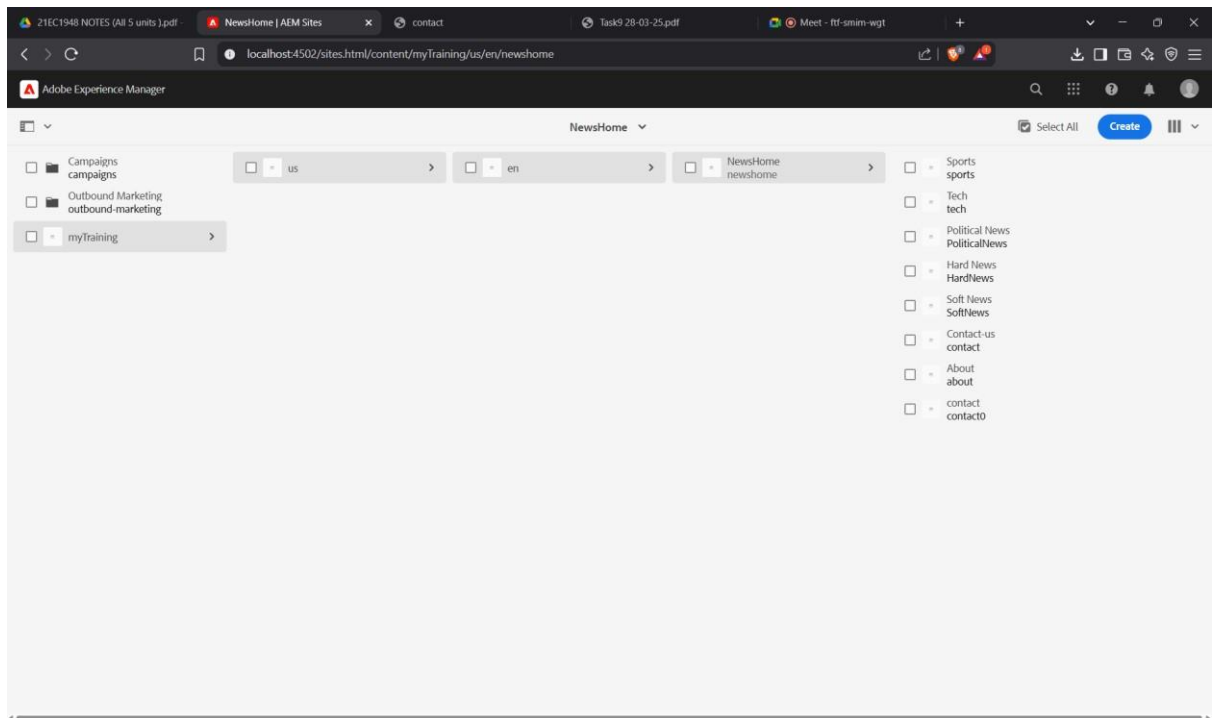 21EC1948 NOTES (All 5 units ).pdf -
NewsHome | AEM Sites
contact
Task9 28-03-25.pdf
Meet - ftf-smim-wgt
localhost:4502/sites.html/content/myTraining/us/en/newshome
Adobe Experience Manager
NewsHome
Select All
Create
Campaigns
campaigns
Outbound Marketing
outbound-marketing
myTraining
us
en
NewsHome
newshome
Sports
sports
Tech
tech
Political News
PoliticalNews
Hard News
HardNews
Soft News
SoftNews
Contact-us
contact
About
about
contact
contact0